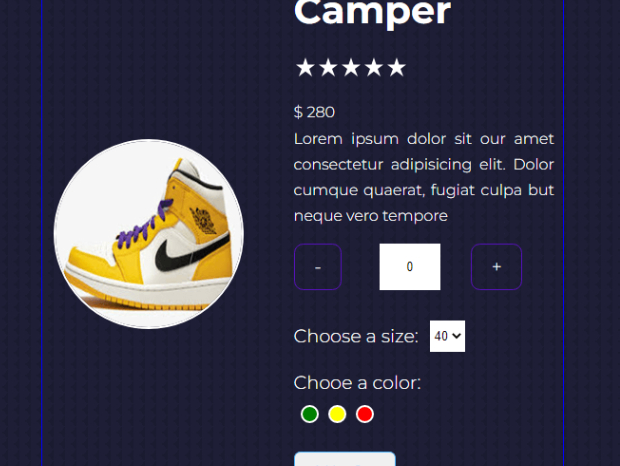 Camper
★★★★★
$ 280
Lorem ipsum dolor sit our amet
consectetur adipisicing elit. Dolor
cumque quaerat, fugiat culpa but
neque vero tempore
- 0 +
Choose a size: 40
Chooe a color: